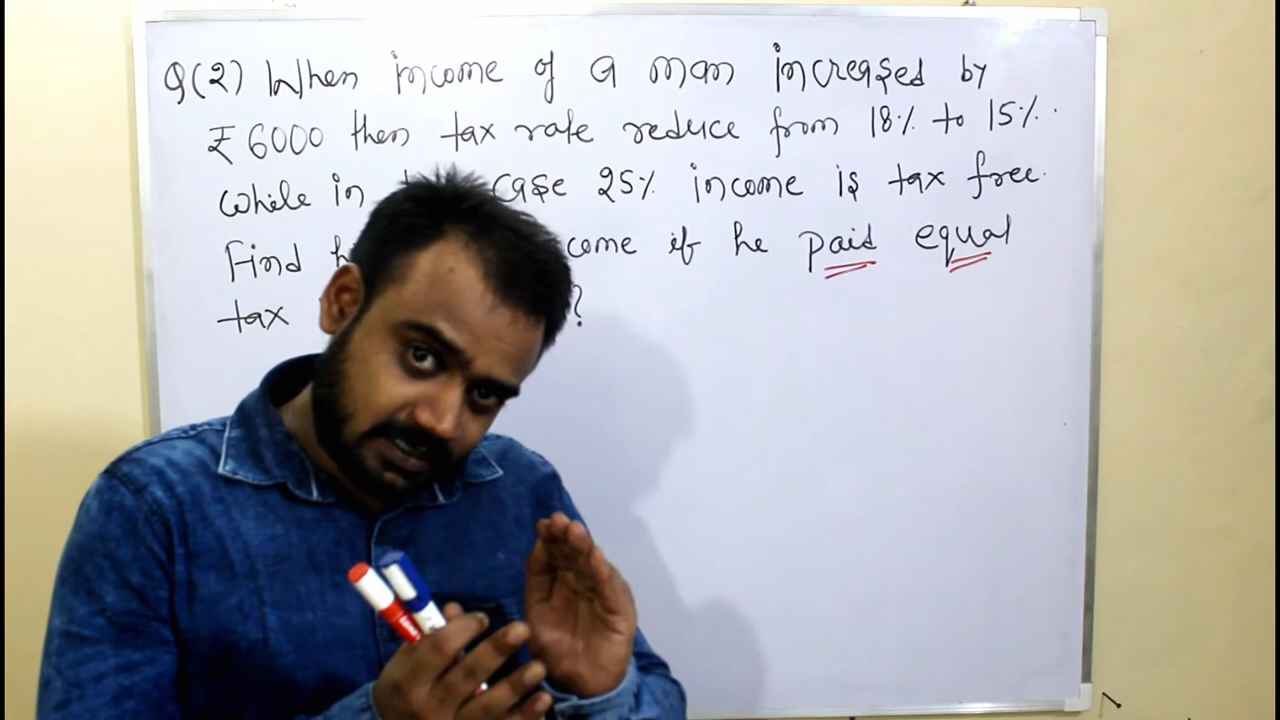 Q(2) When income of a man increased by
₹ 6000 then tax rate reduce from 18% to 15%.
while in case 25% income is tax free.
Find if he paid equal
tax ?